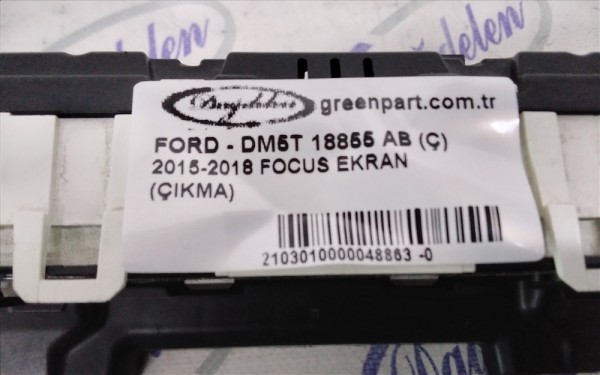 greenpart.com.tr
FORD - DM5T 18855 AB (Ç)
2015-2018 FOCUS EKRAN
(ÇIKMA)
2103010000048863 -0